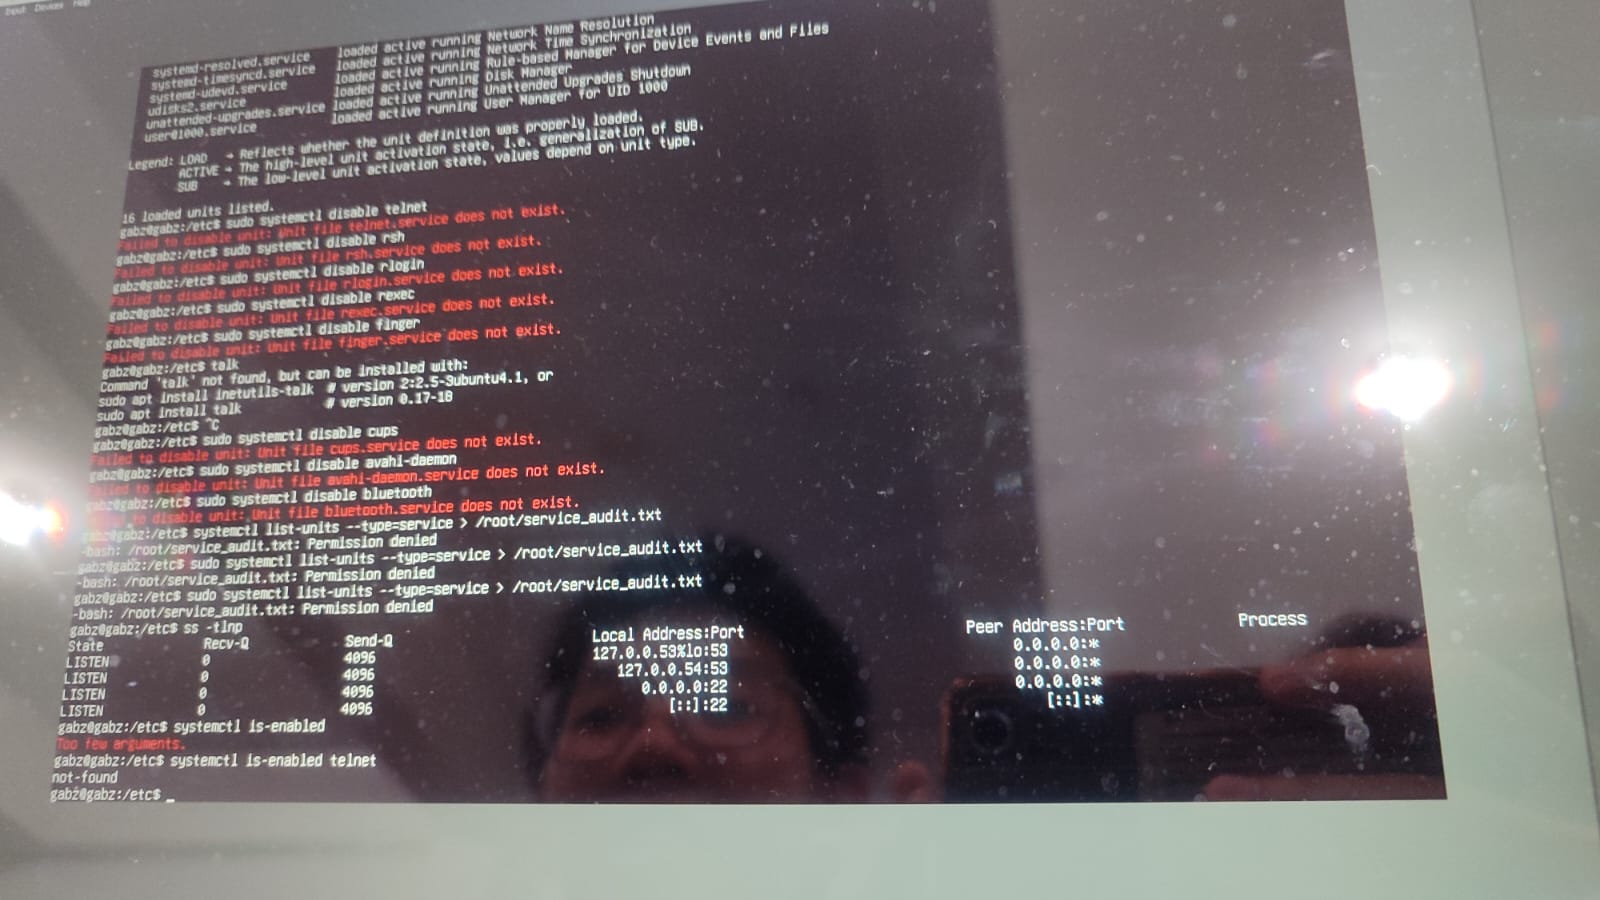 Input Devices Help
systemd-resolved.service loaded active running Network Name Resolution
systemd-timesyncd.service loaded active running Network Time Synchronization
systemd-udevd.service loaded active running Rule-based Manager for Device Events and Files
udisks2.service loaded active running Disk Manager
unattended-upgrades.service loaded active running Unattended Upgrades Shutdown
user@1000.service loaded active running User Manager for UID 1000
Legend: LOAD → Reflects whether the unit definition was properly loaded.
ACTIVE → The high-level unit activation state, i.e. generalization of SUB.
SUB → The low-level unit activation state, values depend on unit type.
16 loaded units listed.
gabz@gabz:/etc$ sudo systemctl disable telnet
Failed to disable unit: Unit file telnet.service does not exist.
gabz@gabz:/etc$ sudo systemctl disable rsh
Failed to disable unit: Unit file rsh.service does not exist.
gabz@gabz:/etc$ sudo systemctl disable rlogin
Failed to disable unit: Unit file rlogin.service does not exist.
gabz@gabz:/etc$ sudo systemctl disable rexec
Failed to disable unit: Unit file rexec.service does not exist.
gabz@gabz:/etc$ sudo systemctl disable finger
Failed to disable unit: Unit file finger.service does not exist.
gabz@gabz:/etc$ talk
Command 'talk' not found, but can be installed with:
sudo apt install inetutils-talk # version 2:2.5-3ubuntu4.1, or
sudo apt install talk # version 0.17-18
gabz@gabz:/etc$ ^C
gabz@gabz:/etc$ sudo systemctl disable cups
Failed to disable unit: Unit file cups.service does not exist.
gabz@gabz:/etc$ sudo systemctl disable avahi-daemon
Failed to disable unit: Unit file avahi-daemon.service does not exist.
gabz@gabz:/etc$ sudo systemctl disable bluetooth
to disable unit: Unit file bluetooth.service does not exist.
gabz@gabz:/etc$ systemctl list-units --type=service > /root/service_audit.txt
-bash: /root/service_audit.txt: Permission denied
gabz@gabz:/etc$ sudo systemctl list-units --type=service > /root/service_audit.txt
-bash: /root/service_audit.txt: Permission denied
gabz@gabz:/etc$ sudo systemctl list-units --type=service > /root/service_audit.txt
-bash: /root/service_audit.txt: Permission denied
gabz@gabz:/etc$ ss -tlnp
State Recv-Q Send-Q Local Address:Port Peer Address:Port Process
LISTEN 0 4096 127.0.0.53%lo:53 0.0.0.0:*
LISTEN 0 4096 127.0.0.54:53 0.0.0.0:*
LISTEN 0 4096 0.0.0.0:22 0.0.0.0:*
LISTEN 0 4096 [::]:22 [::]:*
gabz@gabz:/etc$ systemctl is-enabled
Too few arguments.
gabz@gabz:/etc$ systemctl is-enabled telnet
not-found
gabz@gabz:/etc$ _